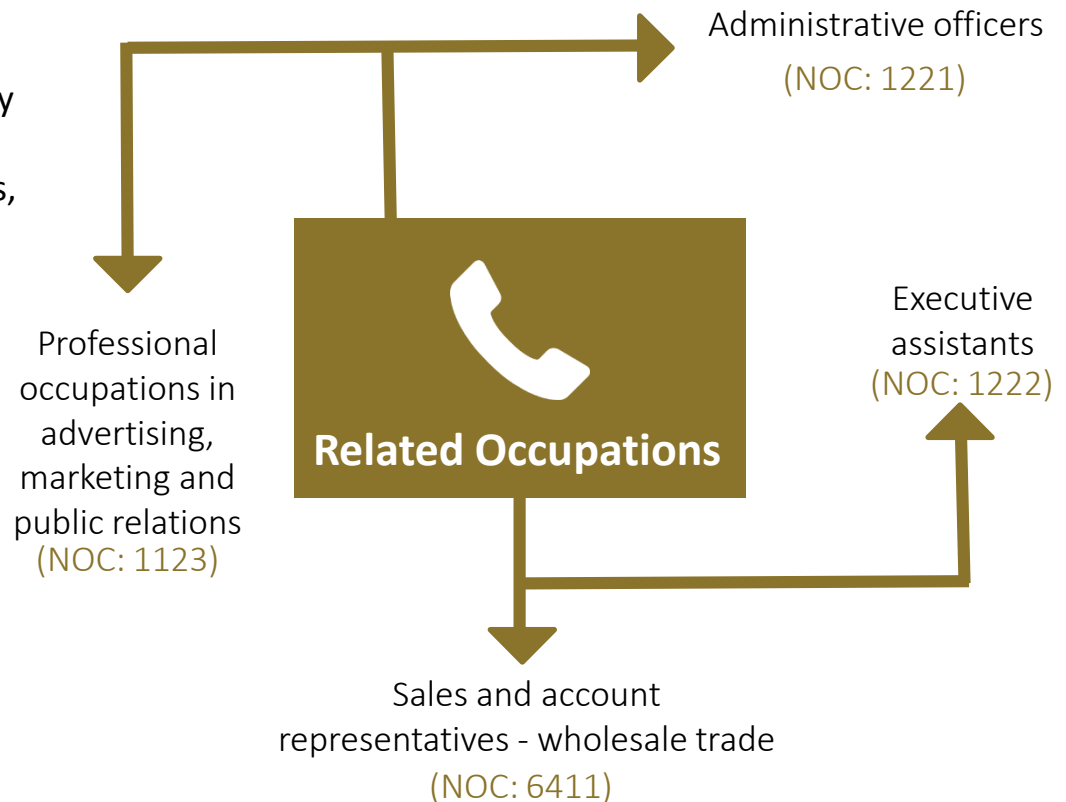 Administrative officers
(NOC: 1221)
y
s,
Professional
occupations in
advertising,
marketing and
public relations
(NOC: 1123)
Related Occupations
Executive
assistants
(NOC: 1222)
Sales and account
representatives - wholesale trade
(NOC: 6411)